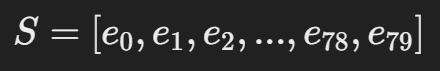 S = [e₀, e₁, e₂, ..., e₇₈, e₇₉]